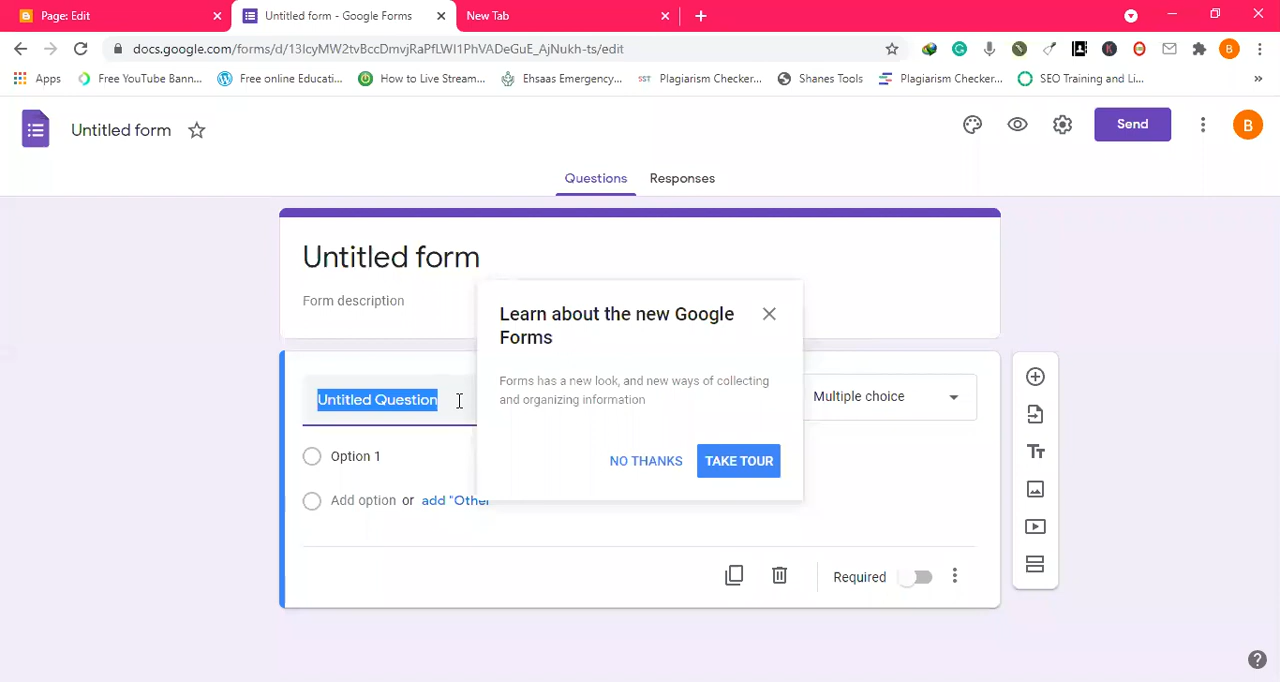 Page: Edit
Untitled form - Google Forms
New Tab
docs.google.com/forms/d/13IcyMW2tvBccDmvjRaPfLWI1PhVADeGuE_AjNukh-ts/edit
B
Apps
Free YouTube Bann...
Free online Educati...
How to Live Stream...
Ehsaas Emergency...
SST
Plagiarism Checker...
Shanes Tools
Plagiarism Checker...
SEO Training and Li...
»
Untitled form
Send
B
Questions
Responses
Untitled form
Form description
Learn about the new Google
Forms
Forms has a new look, and new ways of collecting
and organizing information
NO THANKS
TAKE TOUR
Untitled Question
Multiple choice
Option 1
Add option or add "Other
Tт
Required